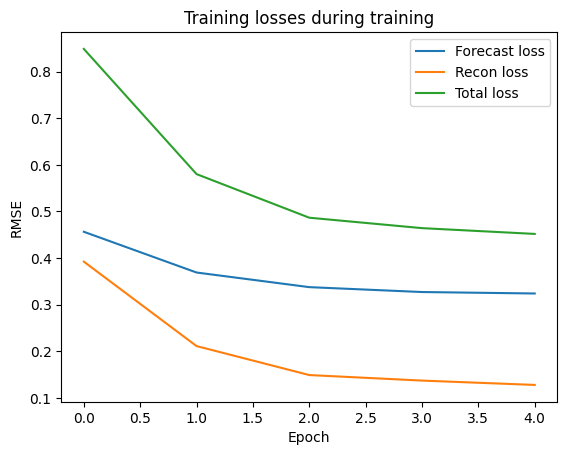 Training losses during training
Forecast loss
Recon loss
Total loss
RMSE
0.8
0.7
0.6
0.5
0.4
0.3
0.2
0.1
0.0 0.5 1.0 1.5 2.0 2.5 3.0 3.5 4.0
Epoch